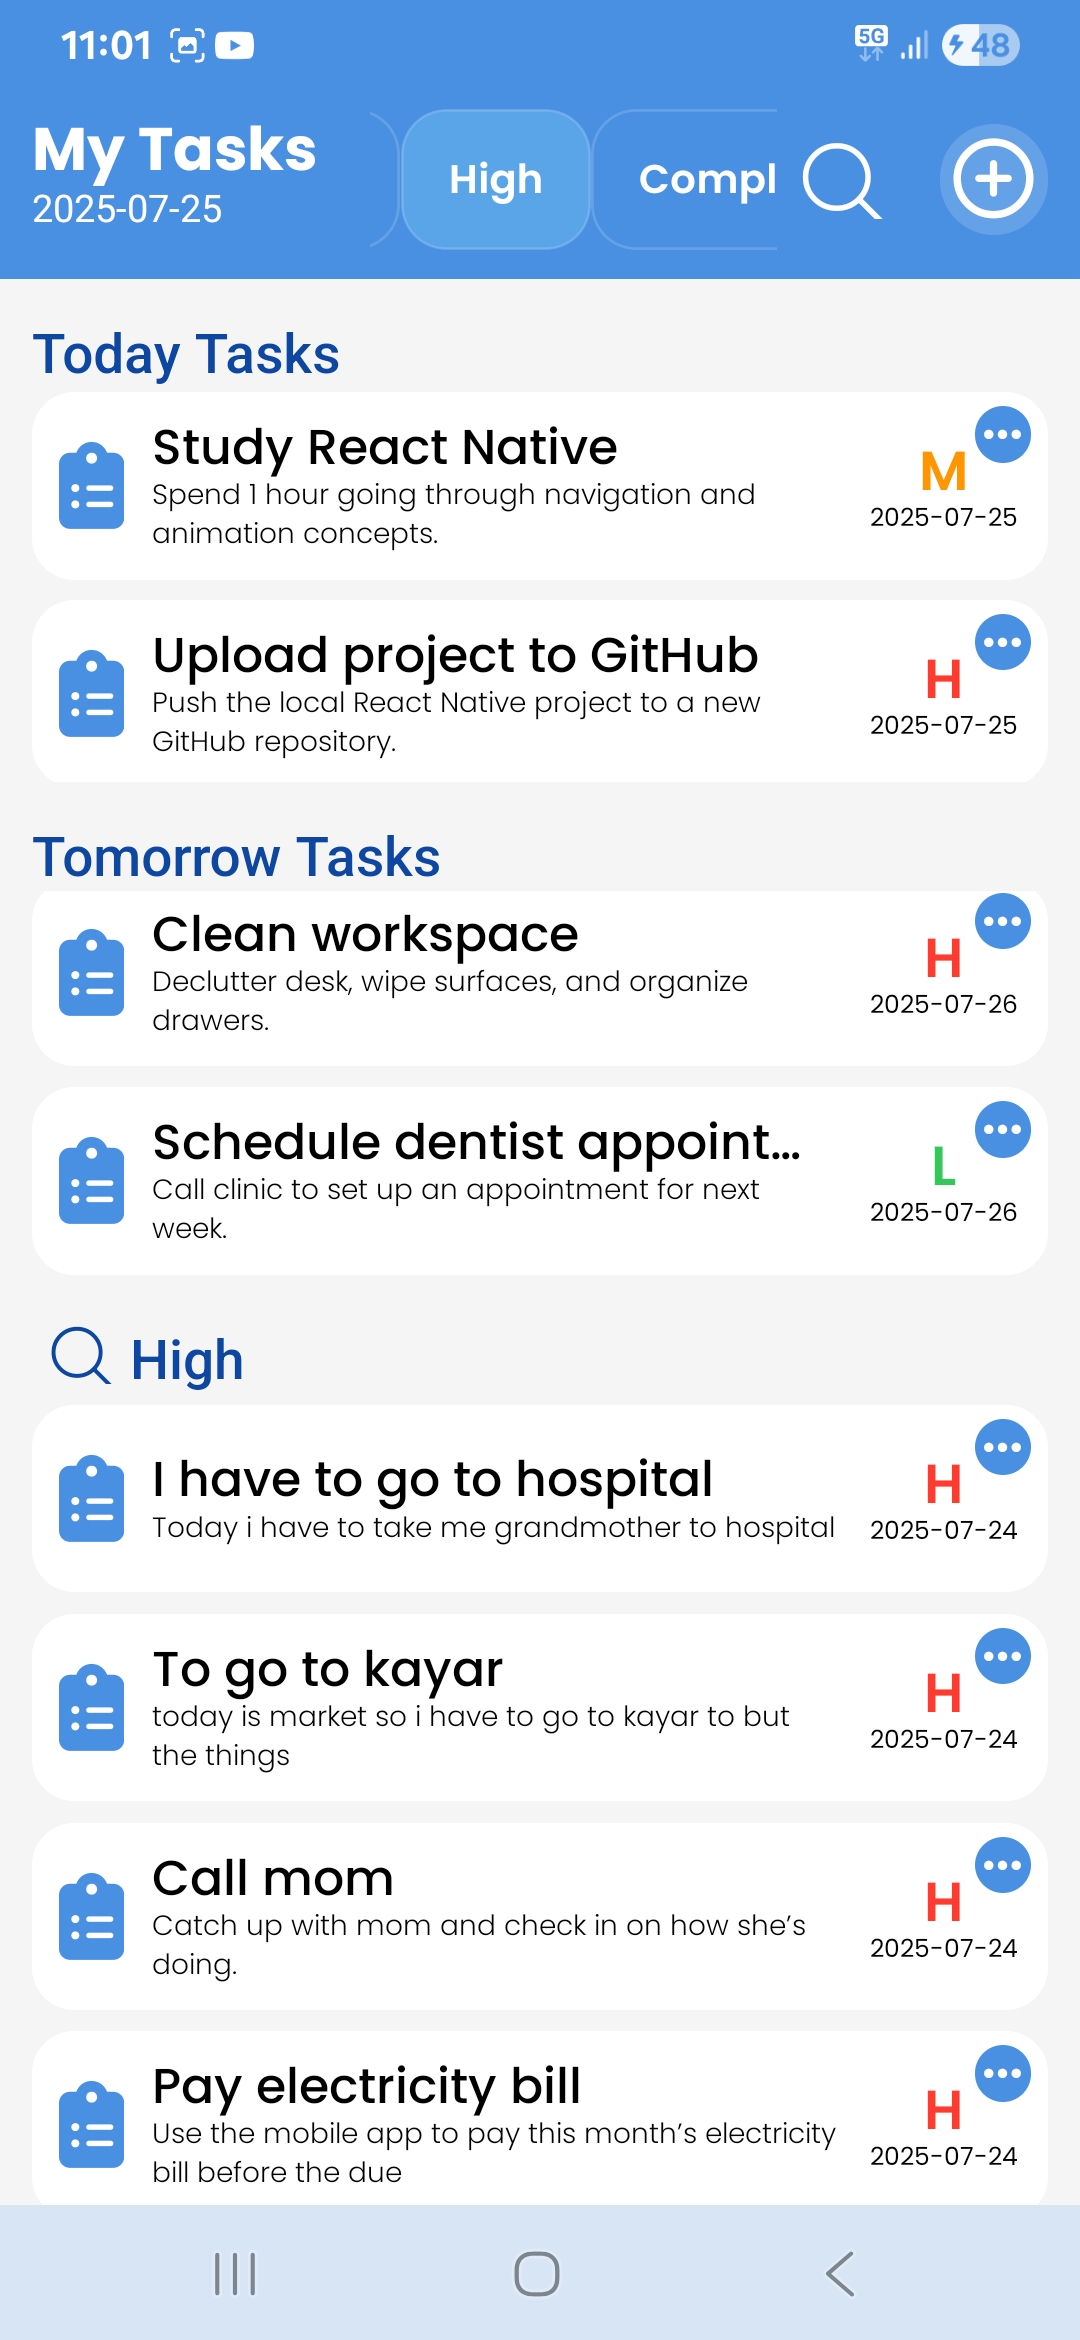 11:01
5G
48
My Tasks
2025-07-25
High
Compl
Today Tasks
Study React Native
Spend 1 hour going through navigation and
animation concepts.
M
2025-07-25
Upload project to GitHub
Push the local React Native project to a new
GitHub repository.
H
2025-07-25
Tomorrow Tasks
Clean workspace
Declutter desk, wipe surfaces, and organize
drawers.
H
2025-07-26
Schedule dentist appoint...
Call clinic to set up an appointment for next
week.
L
2025-07-26
High
I have to go to hospital
Today i have to take me grandmother to hospital
H
2025-07-24
To go to kayar
today is market so i have to go to kayar to but
the things
H
2025-07-24
Call mom
Catch up with mom and check in on how she’s
doing.
H
2025-07-24
Pay electricity bill
Use the mobile app to pay this month’s electricity
bill before the due
H
2025-07-24